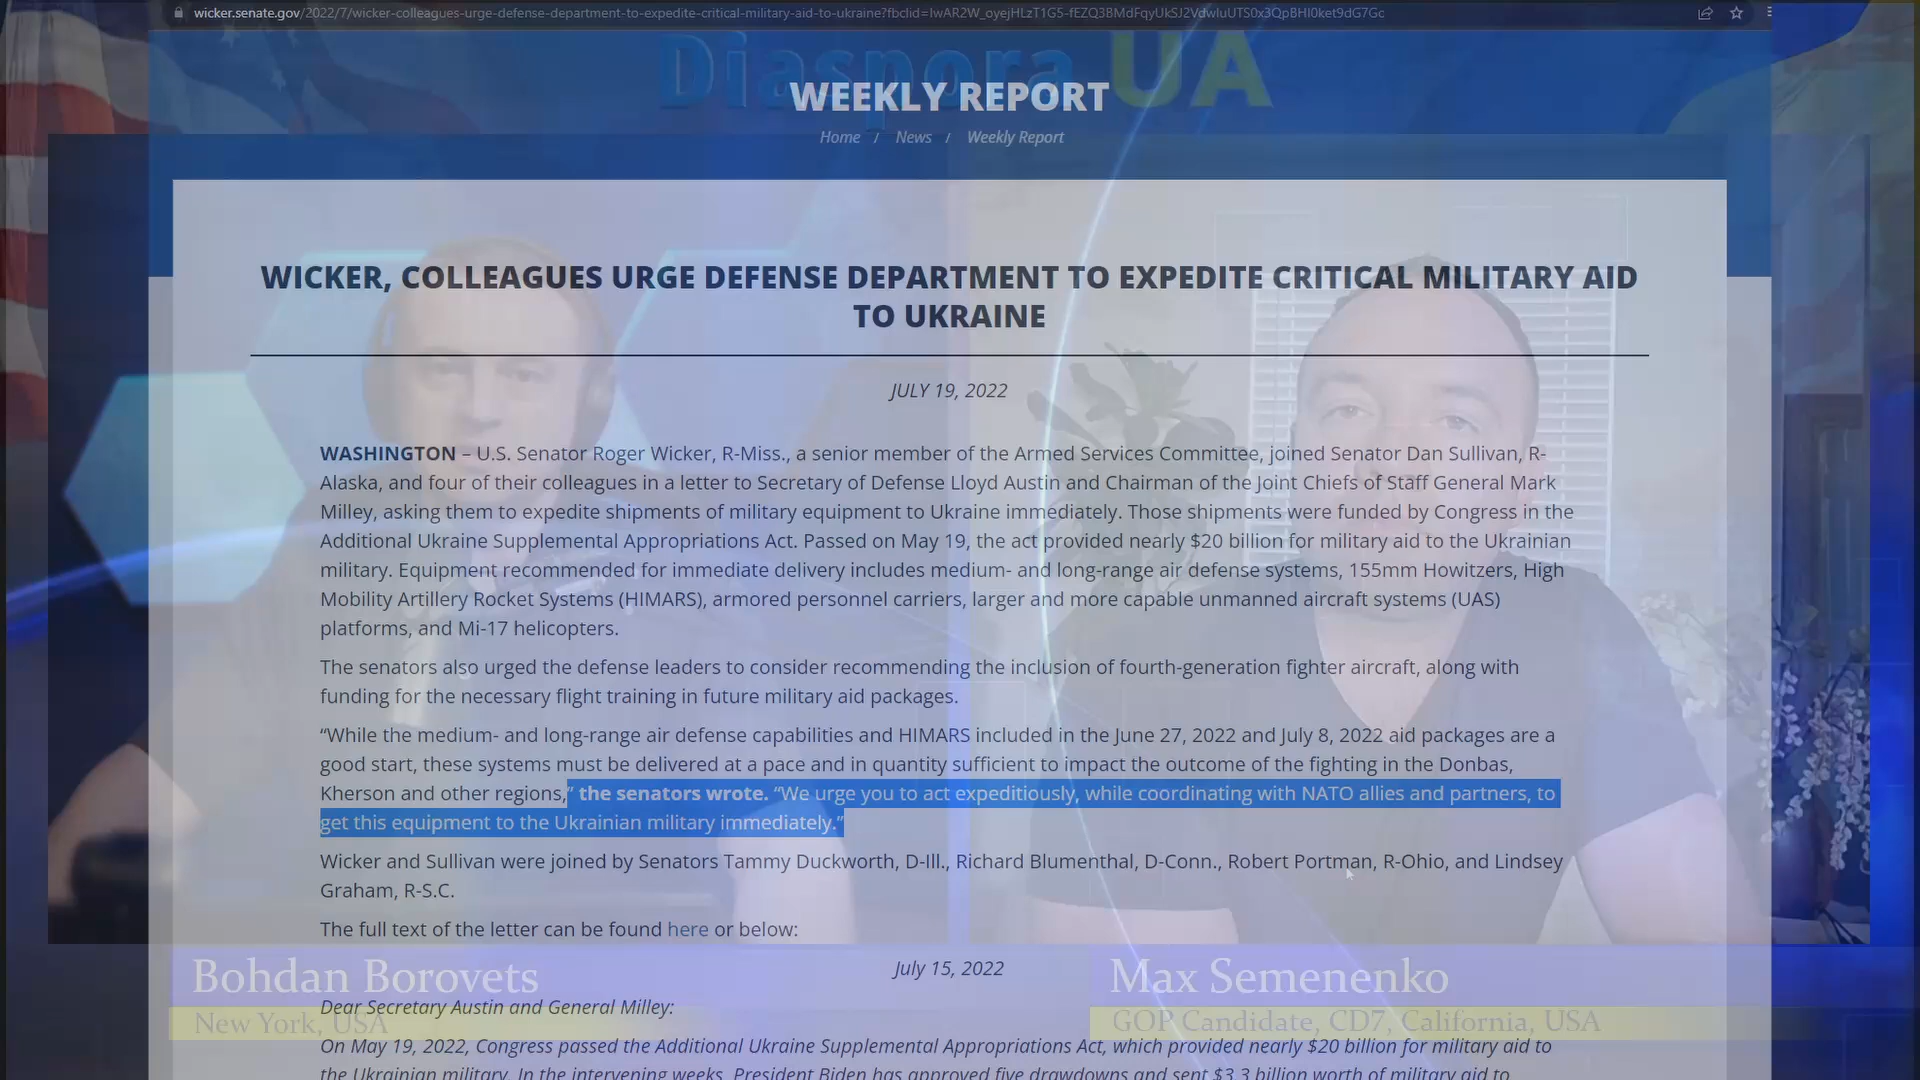 wicker.senate.gov/2022/7/wicker-colleagues-urge-defense-department-to-expedite-critical-military-aid-to-ukraine?fbclid=IwAR2W_oyejHLzT1G5-fEZQ38MdFqyUkSJ2VdwluUTS0x3QpBHI0ket9dG7Gc
Diaspora UA
WEEKLY REPORT
Home / News / Weekly Report
WICKER, COLLEAGUES URGE DEFENSE DEPARTMENT TO EXPEDITE CRITICAL MILITARY AID
TO UKRAINE
JULY 19, 2022
WASHINGTON – U.S. Senator Roger Wicker, R-Miss., a senior member of the Armed Services Committee, joined Senator Dan Sullivan, R-
Alaska, and four of their colleagues in a letter to Secretary of Defense Lloyd Austin and Chairman of the Joint Chiefs of Staff General Mark
Milley, asking them to expedite shipments of military equipment to Ukraine immediately. Those shipments were funded by Congress in the
Additional Ukraine Supplemental Appropriations Act. Passed on May 19, the act provided nearly $20 billion for military aid to the Ukrainian
military. Equipment recommended for immediate delivery includes medium- and long-range air defense systems, 155mm Howitzers, High
Mobility Artillery Rocket Systems (HIMARS), armored personnel carriers, larger and more capable unmanned aircraft systems (UAS)
platforms, and Mi-17 helicopters.
The senators also urged the defense leaders to consider recommending the inclusion of fourth-generation fighter aircraft, along with
funding for the necessary flight training in future military aid packages.
“While the medium- and long-range air defense capabilities and HIMARS included in the June 27, 2022 and July 8, 2022 aid packages are a
good start, these systems must be delivered at a pace and in quantity sufficient to impact the outcome of the fighting in the Donbas,
Kherson and other regions,” the senators wrote. “We urge you to act expeditiously, while coordinating with NATO allies and partners, to
get this equipment to the Ukrainian military immediately.”
Wicker and Sullivan were joined by Senators Tammy Duckworth, D-Ill., Richard Blumenthal, D-Conn., Robert Portman, R-Ohio, and Lindsey
Graham, R-S.C.
The full text of the letter can be found here or below:
July 15, 2022
Bohdan Borovets
Max Semenenko
Dear Secretary Austin and General Milley:
New York, USA
GOP Candidate, CD7, California, USA
On May 19, 2022, Congress passed the Additional Ukraine Supplemental Appropriations Act, which provided nearly $20 billion for military aid to
the Ukrainian military. In the intervening weeks, President Biden has approved five drawdowns and sent $3.3 billion worth of military aid to